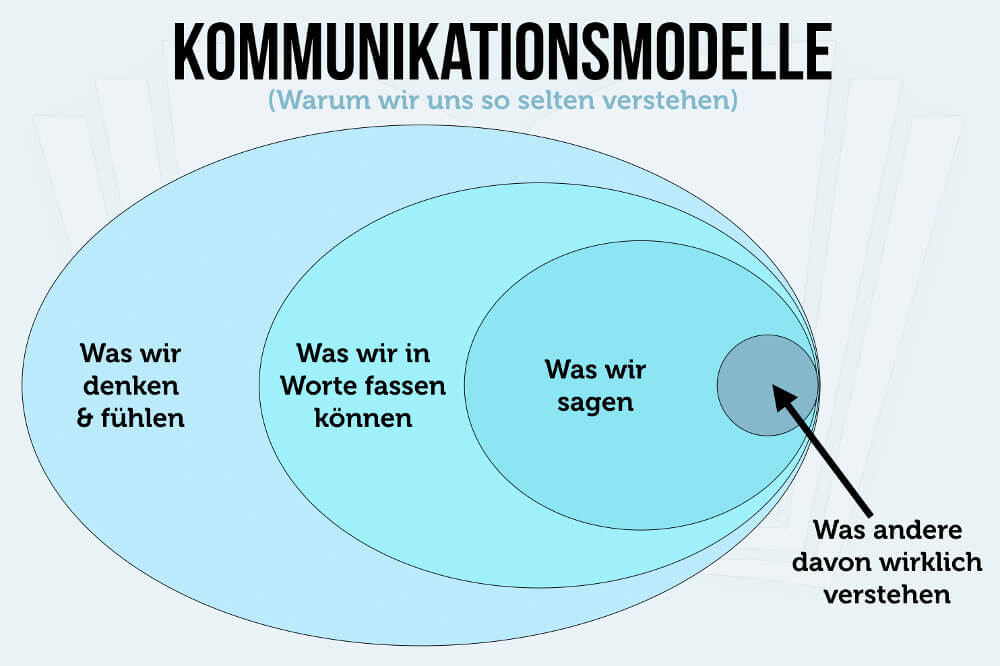 KOMMUNIKATIONSMODELLE
(Warum wir uns so selten verstehen)
Was wir
denken
& fühlen
Was wir in
Worte fassen
können
Was wir
sagen
Was andere
davon wirklich
verstehen